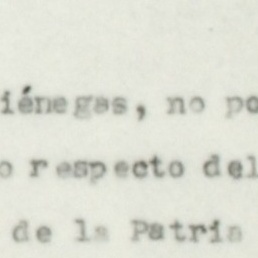 iénegas, no po
o respecto del
de la Patria